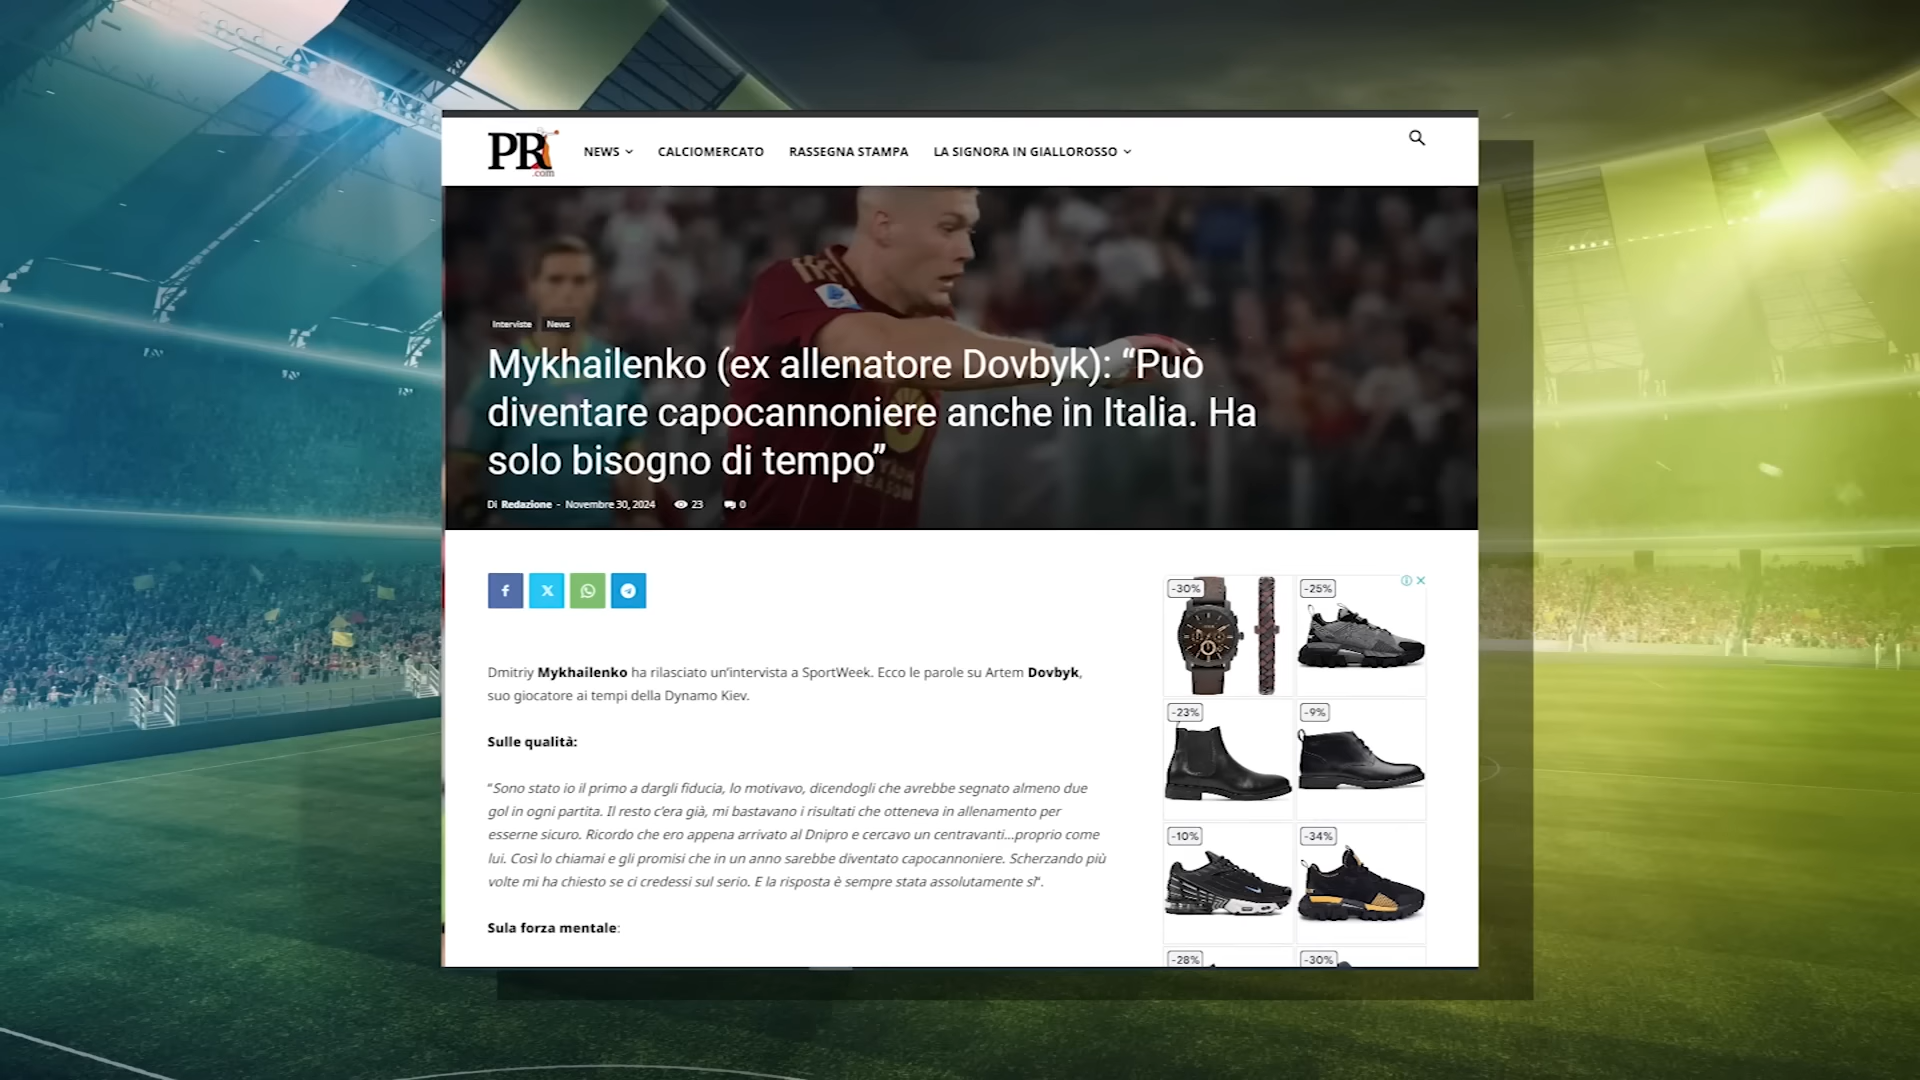 PR
.com
NEWS
CALCIOMERCATO
RASSEGNA STAMPA
LA SIGNORA IN GIALLOROSSO
Interviste
News
Mykhailenko (ex allenatore Dovbyk): “Può
diventare capocannoniere anche in Italia. Ha
solo bisogno di tempo”
Di Redazione - Novembre 30, 2024 23 0
Dmitriy Mykhailenko ha rilasciato un’intervista a SportWeek. Ecco le parole su Artem Dovbyk,
suo giocatore ai tempi della Dynamo Kiev.
Sulle qualità:
“Sono stato io il primo a dargli fiducia, lo motivavo, dicendogli che avrebbe segnato almeno due
gol in ogni partita. Il resto c’era già, mi bastavano i risultati che otteneva in allenamento per
esserne sicuro. Ricordo che ero appena arrivato al Dnipro e cercavo un centravanti…proprio come
lui. Così lo chiamai e gli promisi che in un anno sarebbe diventato capocannoniere. Scherzando più
volte mi ha chiesto se ci credessi sul serio. E la risposta è sempre stata assolutamente sì“.
Sula forza mentale:
-30%
-25%
-23%
-9%
-10%
-34%
-28%
-30%